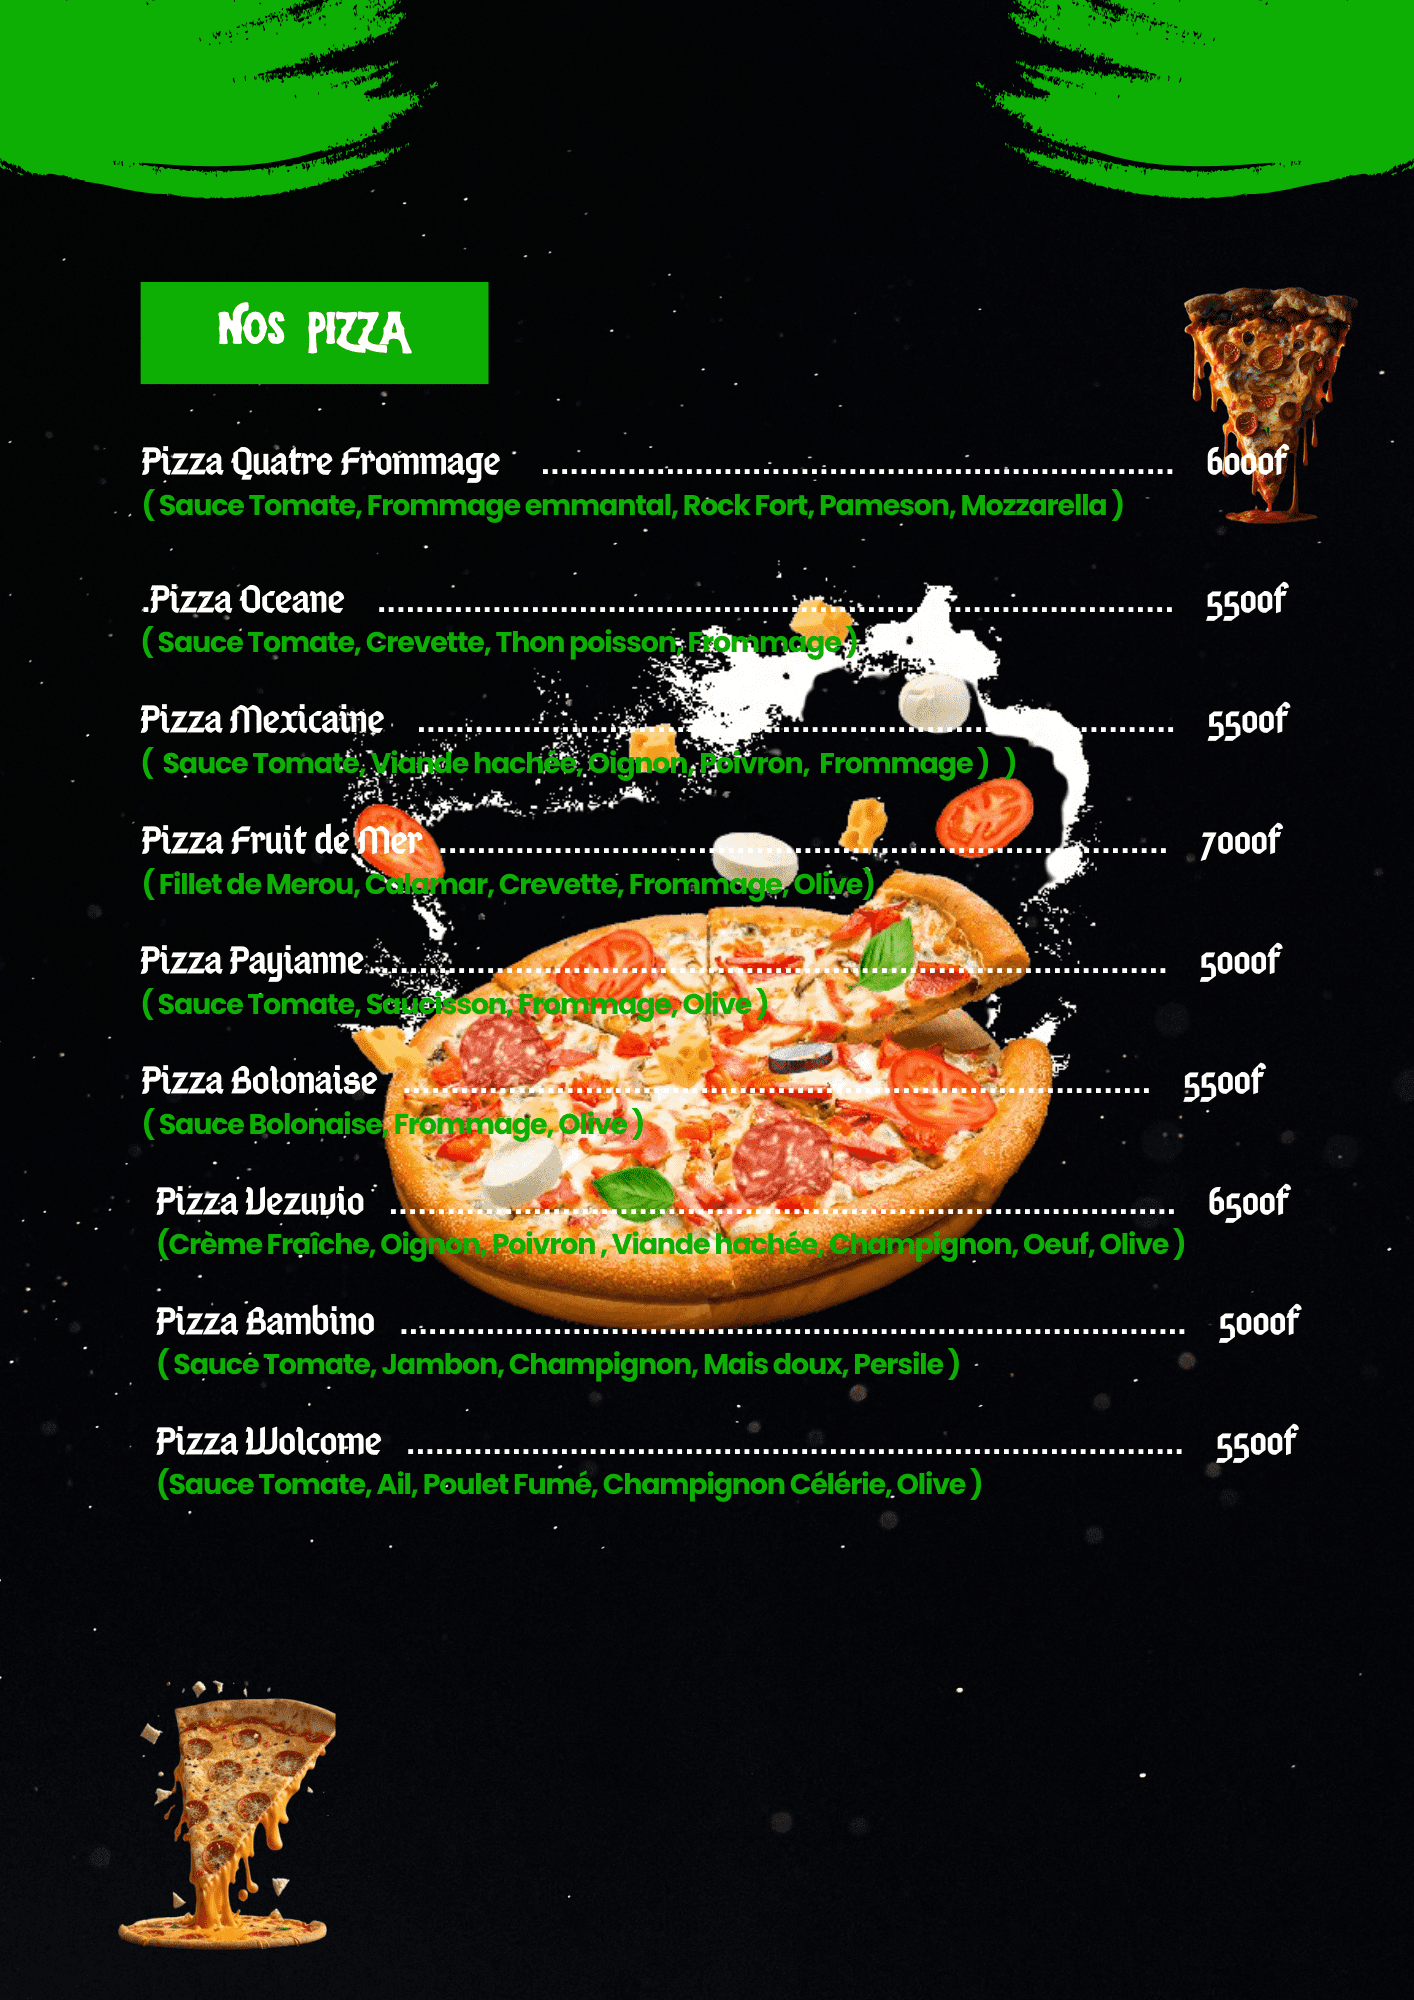 Nos Pizza
Pizza Quatre Frommage ........................................ 6000f
( Sauce Tomate, Frommage emmantal, Rock Fort, Pameson, Mozzarella )
.Pizza Oceane ........................................ 5500f
( Sauce Tomate, Crevette, Thon poisson, Frommage )
Pizza Mexicaine ........................................ 5500f
( Sauce Tomate, Viande hachée, Oignon, Poivron, Frommage ) )
Pizza Fruit de Mer ........................................ 7000f
( Fillet de Merou, Calamar, Crevette, Frommage, Olive)
Pizza Payianne ........................................ 5000f
( Sauce Tomate, Saucisson, Frommage, Olive )
Pizza Bolonaise ........................................ 5500f
( Sauce Bolonaise, Frommage, Olive )
Pizza Vezuvio ........................................ 6500f
(Crème Fraîche, Oignon, Poivron , Viande hachée, Champignon, Oeuf, Olive )
Pizza Bambino ........................................ 5000f
( Sauce Tomate, Jambon, Champignon, Mais doux, Persile )
Pizza Wolcome ........................................ 5500f
(Sauce Tomate, Ail, Poulet Fumé, Champignon Célérie, Olive )